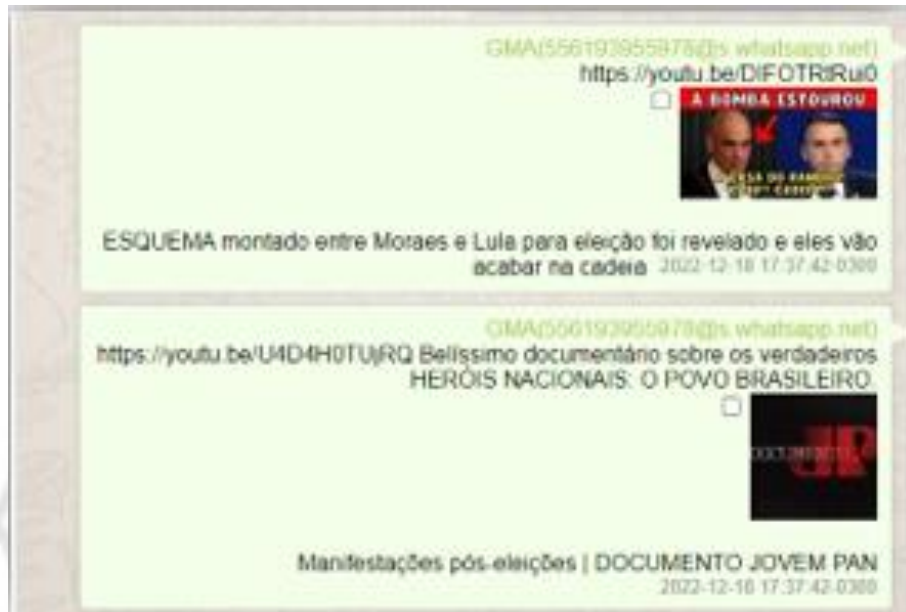 GMA(556193955978@s.whatsapp.net)
https://youtu.be/DIFOTRtRui0
A BOMBA ESTOUROU
ESQUEMA montado entre Moraes e Lula para eleição foi revelado e eles vão
acabar na cadeia 2022-12-18 17:37:42-0300
GMA(556193955978@s.whatsapp.net)
https://youtu.be/U4D4H0TUjRQ Belíssimo documentário sobre os verdadeiros
HERÓIS NACIONAIS: O POVO BRASILEIRO.
JP
Manifestações pós-eleições | DOCUMENTO JOVEM PAN
2022-12-18 17:37:42-0300